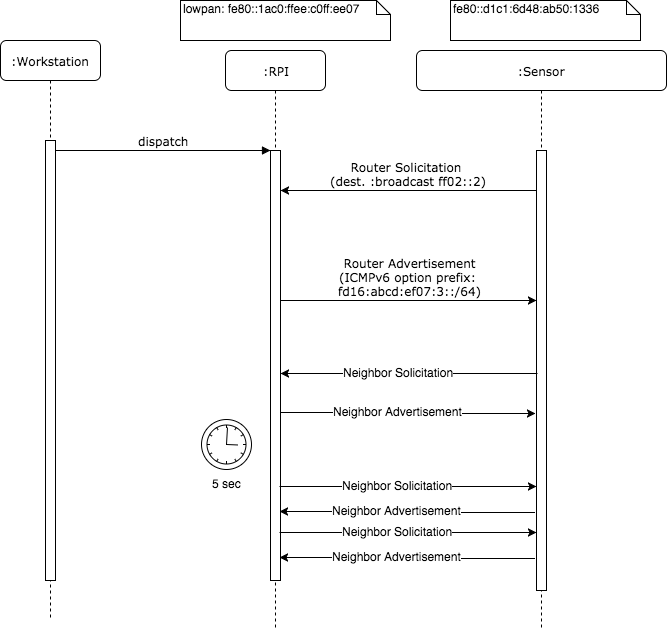 lowpan: fe80::1ac0:ffee:c0ff:ee07
fe80::d1c1:6d48:ab50:1336
:Workstation
:RPI
:Sensor
dispatch
Router Solicitation
(dest. :broadcast ff02::2)
Router Advertisement
(ICMPv6 option prefix:
fd16:abcd:ef07:3::/64)
Neighbor Solicitation
Neighbor Advertisement
5 sec
Neighbor Solicitation
Neighbor Advertisement
Neighbor Solicitation
Neighbor Advertisement